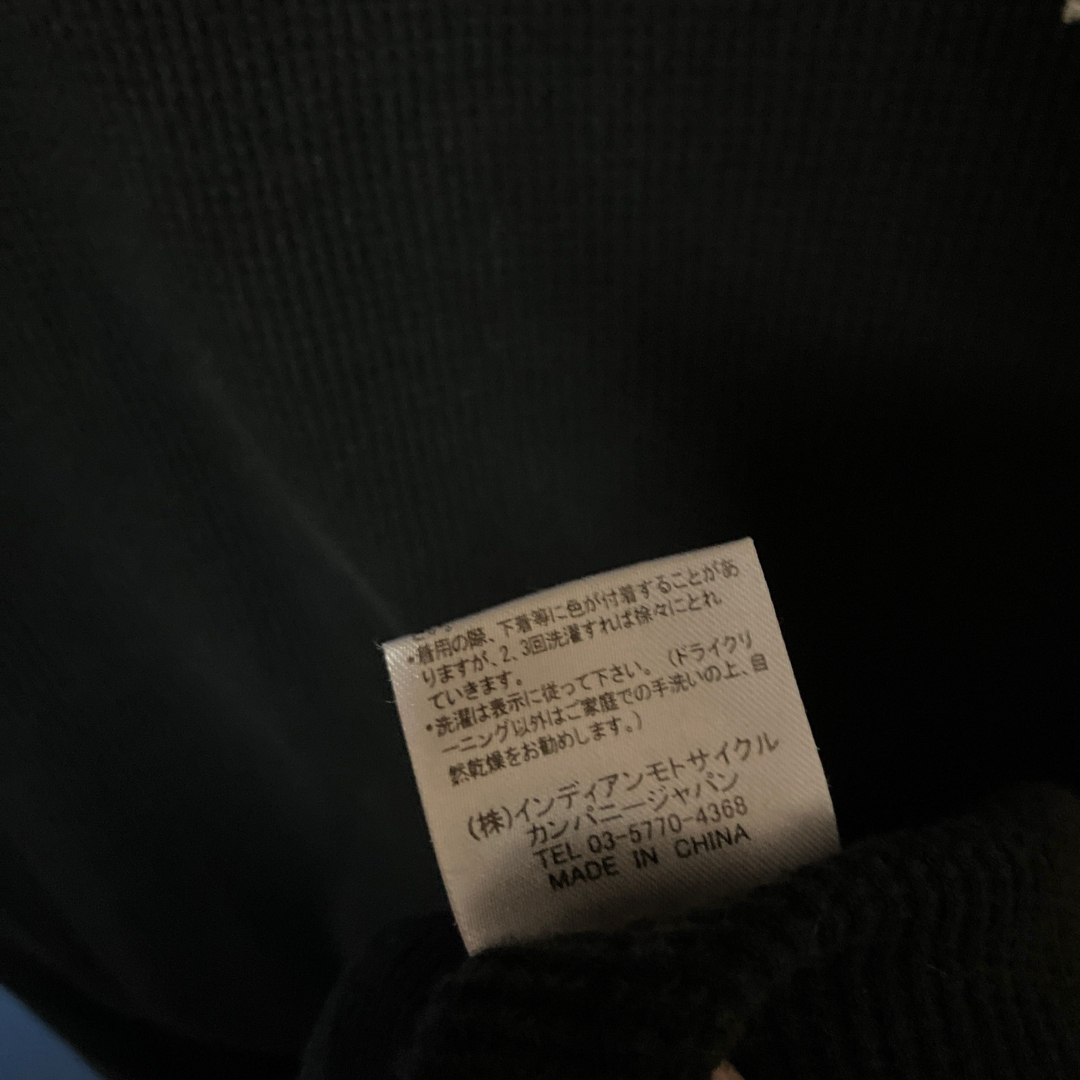 ・着用の際、下着等に色が付着することがあ
りますが、2、3回洗濯すれば徐々にとれ
ていきます。
・洗濯は表示に従って下さい。(ドライクリ
ーニング以外はご家庭での手洗いの上、自
然乾燥をお勧めします。)
(株)インディアンモトサイクル
カンパニージャパン
TEL 03-5770-4368
MADE IN CHINA